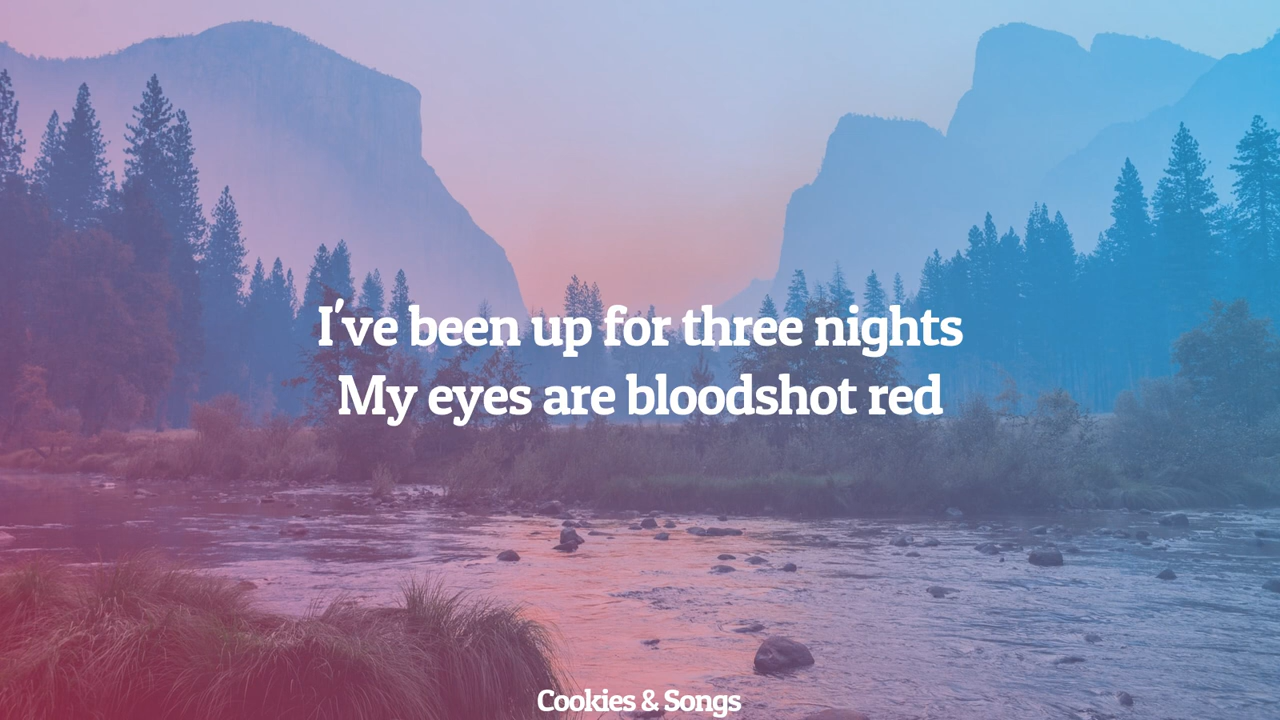 I've been up for three nights
My eyes are bloodshot red
Cookies & Songs